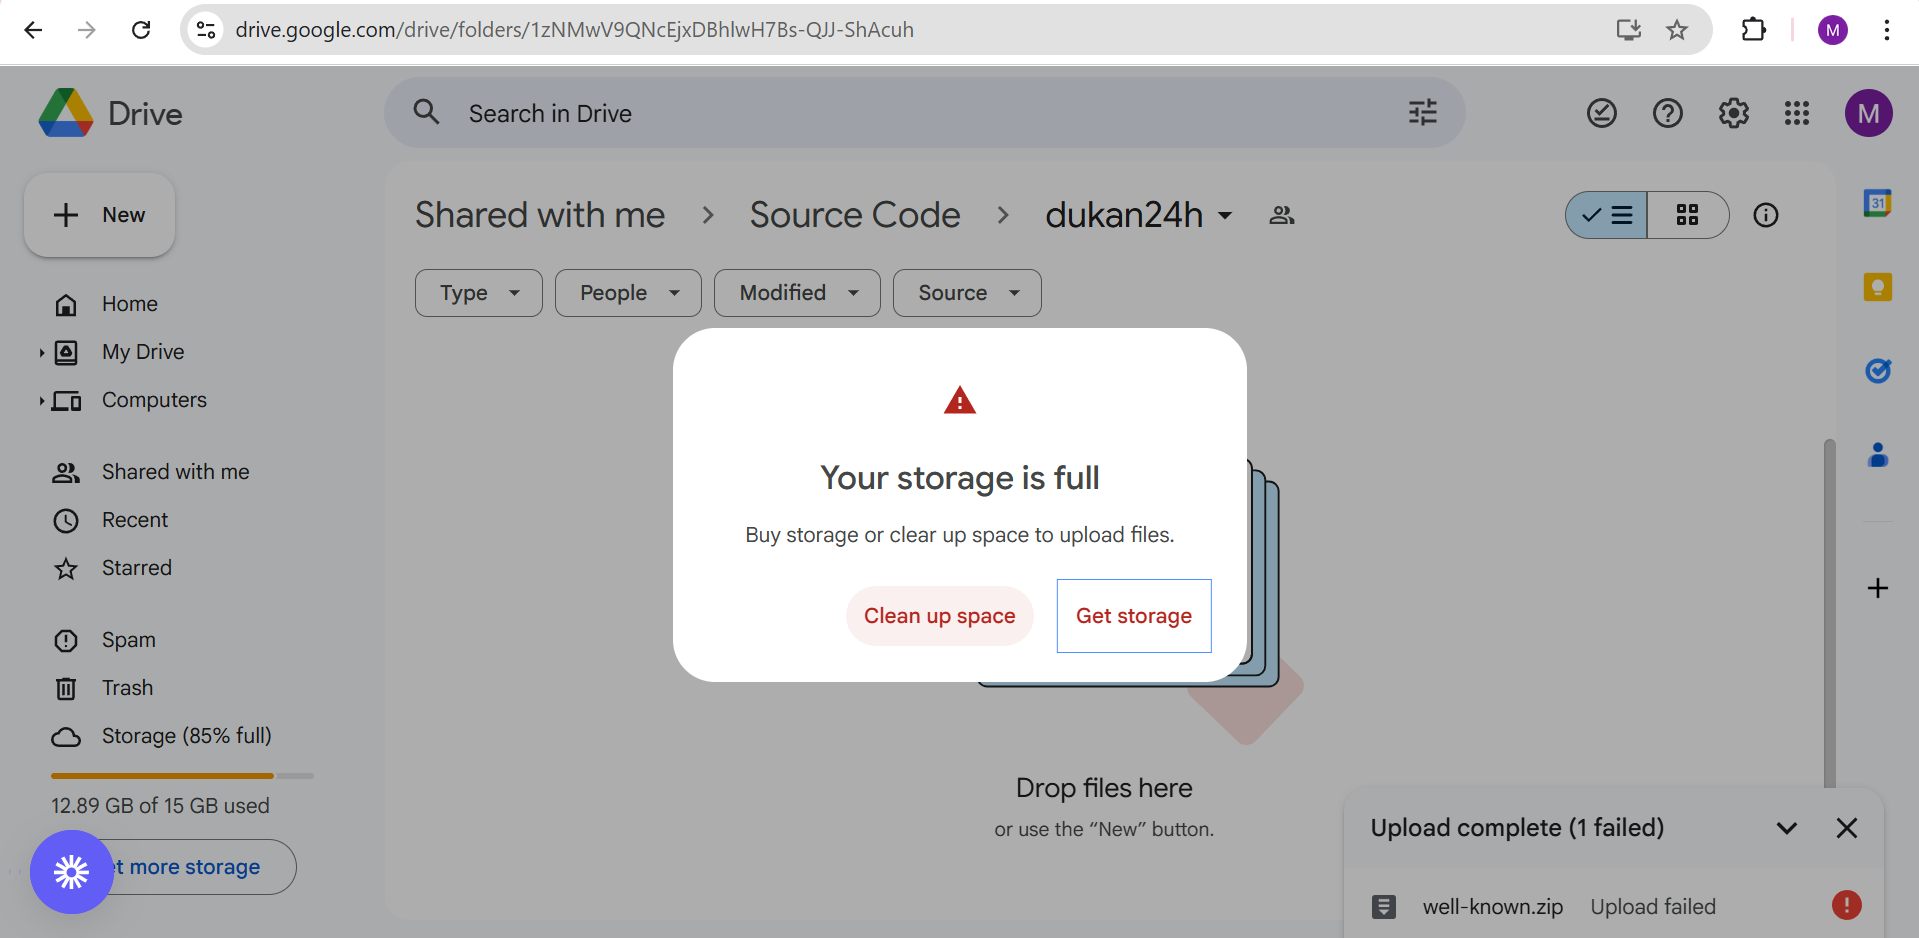 drive.google.com/drive/folders/1zNMwV9QNcEjxDBhlwH7Bs-QJJ-ShAcuh
M
Drive
Search in Drive
M
New
Shared with me
Source Code
dukan24h
31
Type
People
Modified
Source
Home
My Drive
Computers
Shared with me
Recent
Starred
Spam
Trash
Storage (85% full)
12.89 GB of 15 GB used
t more storage
Your storage is full
Buy storage or clear up space to upload files.
Clean up space
Get storage
Drop files here
or use the “New” button.
Upload complete (1 failed)
well-known.zip Upload failed